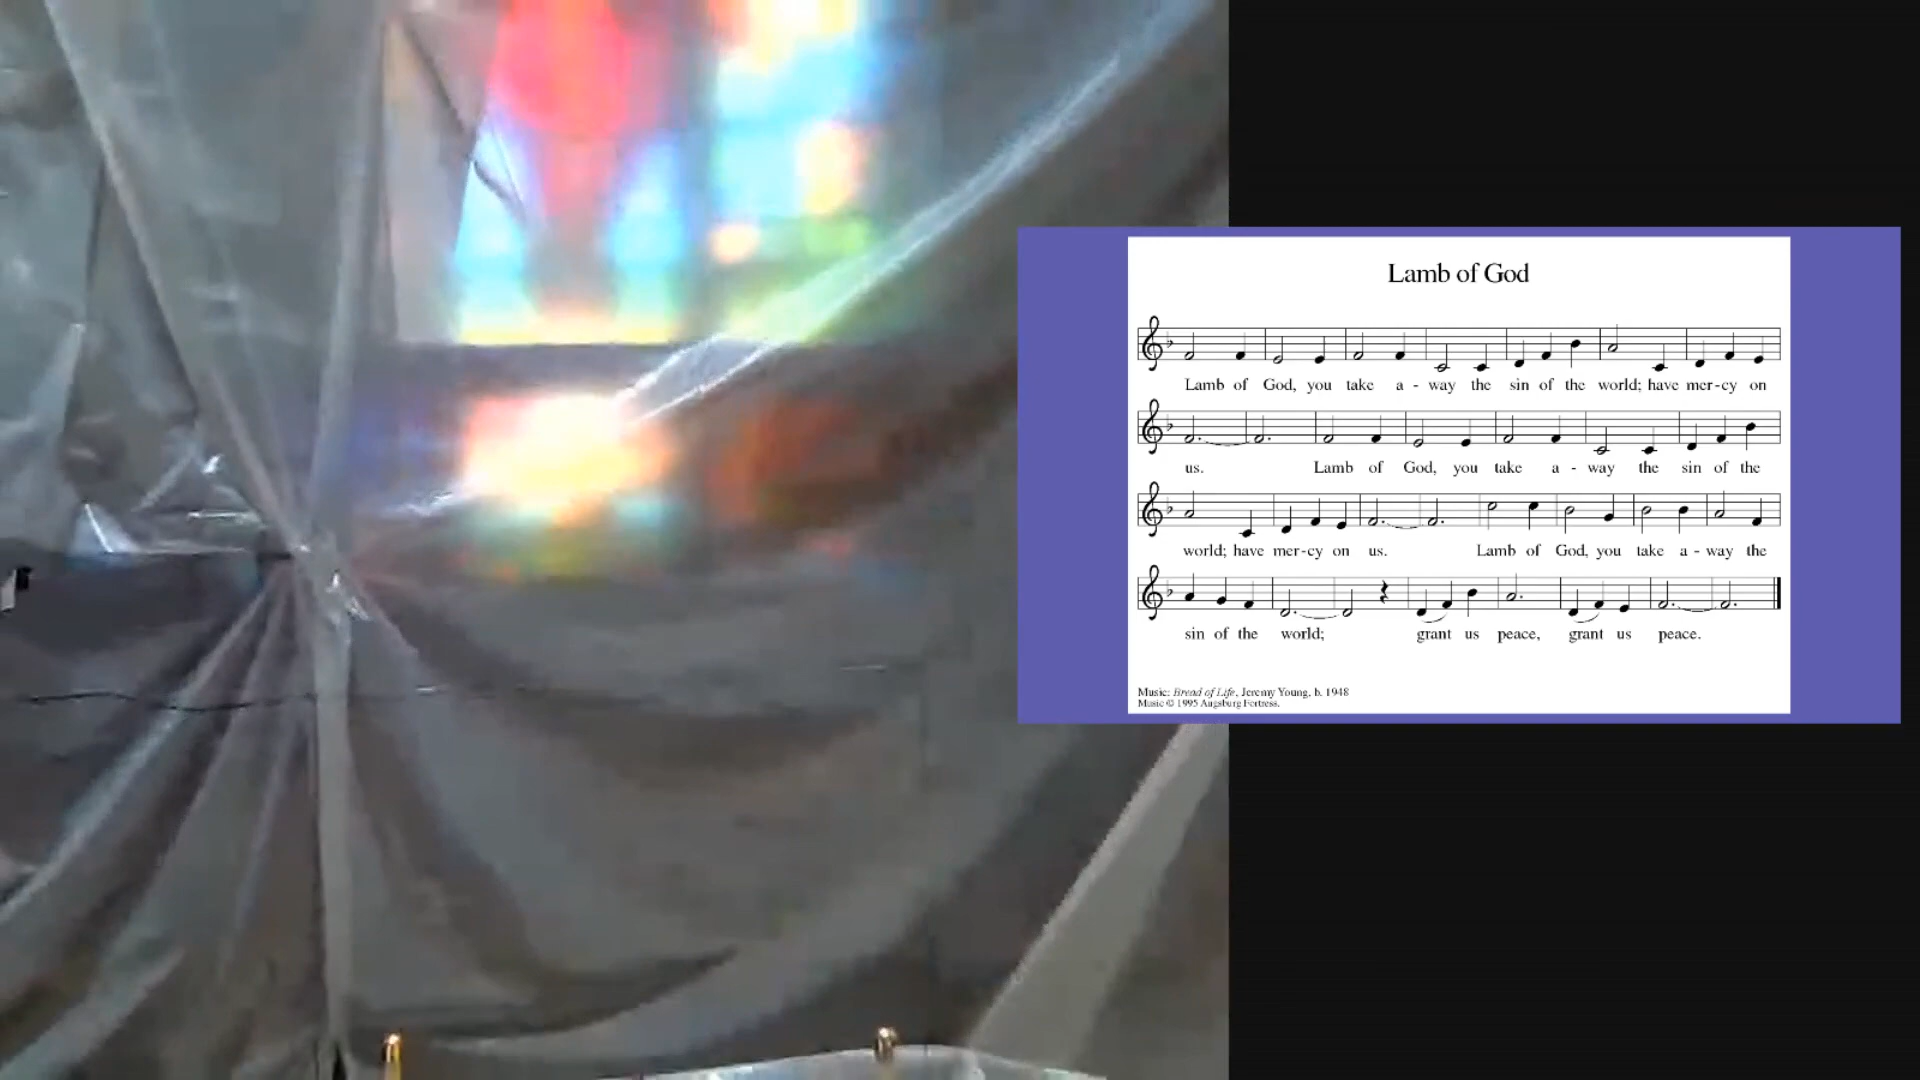 Lamb of God
Lamb of God, you take a - way the sin of the world; have mer-cy on
us. Lamb of God, you take a - way the sin of the
world; have mer-cy on us. Lamb of God, you take a - way the
sin of the world; grant us peace, grant us peace.
Music: Bread of Life, Jeremy Young, b. 1948
Music © 1995 Augsburg Fortress.